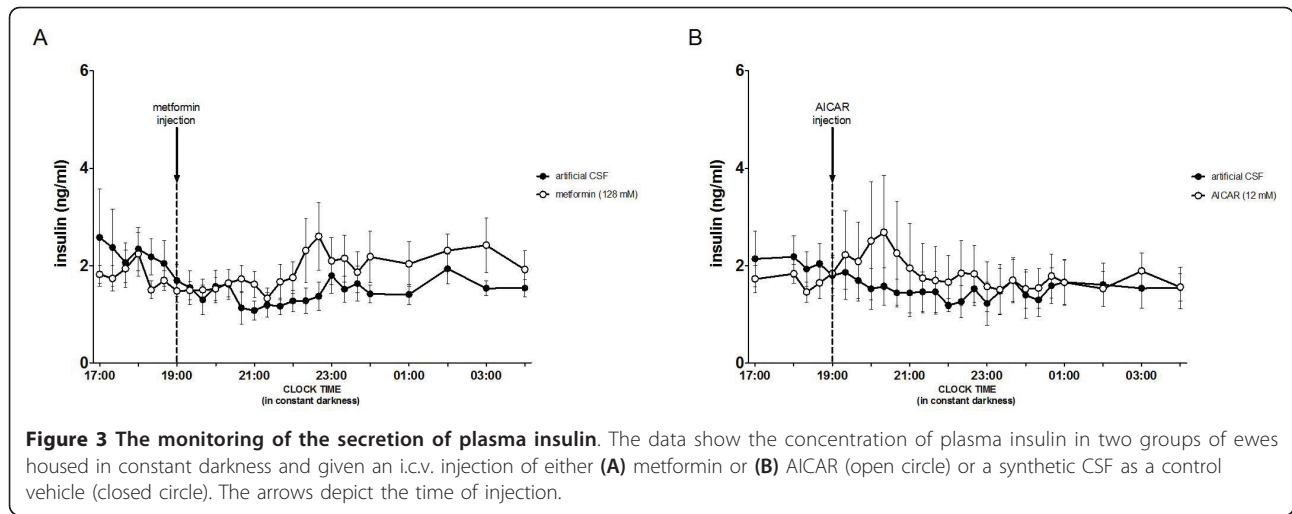 A
B
6
4
2
0
insulin (ng/ml)
metformin
injection
artificial CSF
metformin (128 mM)
17:00 19:00 21:00 23:00 01:00 03:00
CLOCK TIME
(in constant darkness)
6
4
2
0
insulin (ng/ml)
AICAR
injection
artificial CSF
AICAR (12 mM)
17:00 19:00 21:00 23:00 01:00 03:00
CLOCK TIME
(in constant darkness)
Figure 3 The monitoring of the secretion of plasma insulin. The data show the concentration of plasma insulin in two groups of ewes
housed in constant darkness and given an i.c.v. injection of either (A) metformin or (B) AICAR (open circle) or a synthetic CSF as a control
vehicle (closed circle). The arrows depict the time of injection.